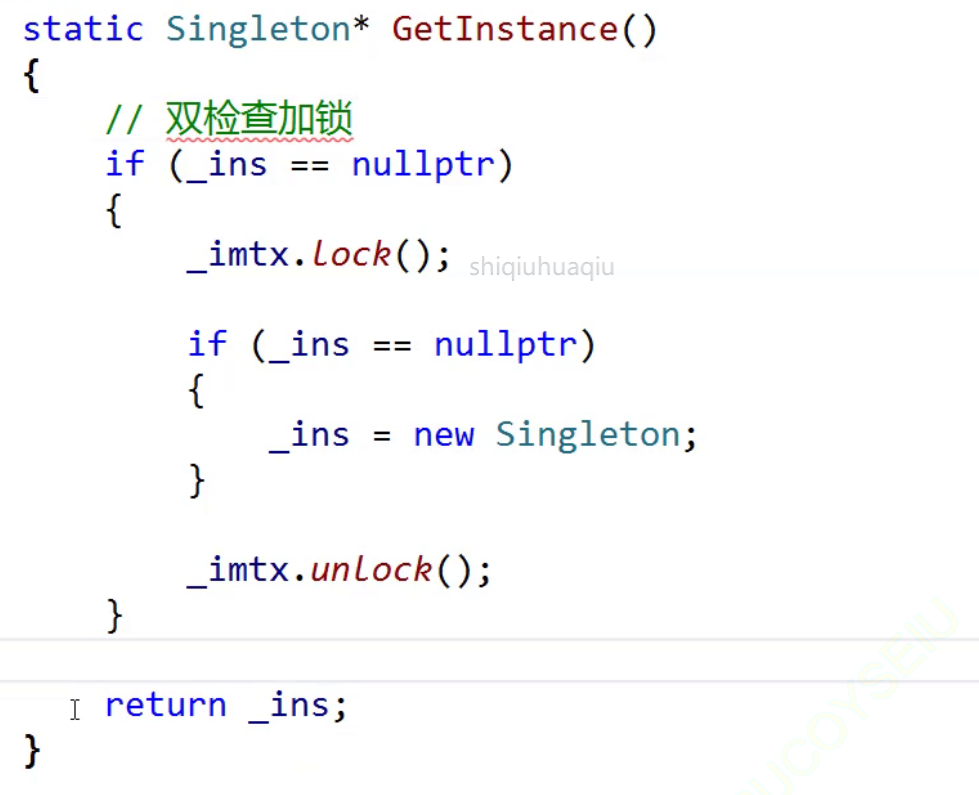 static Singleton* GetInstance()
{
// 双检查加锁
if (_ins == nullptr)
{
_imtx.lock();
shiqiuhuaqiu
if (_ins == nullptr)
{
_ins = new Singleton;
}
_imtx.unlock();
}
return _ins;
}